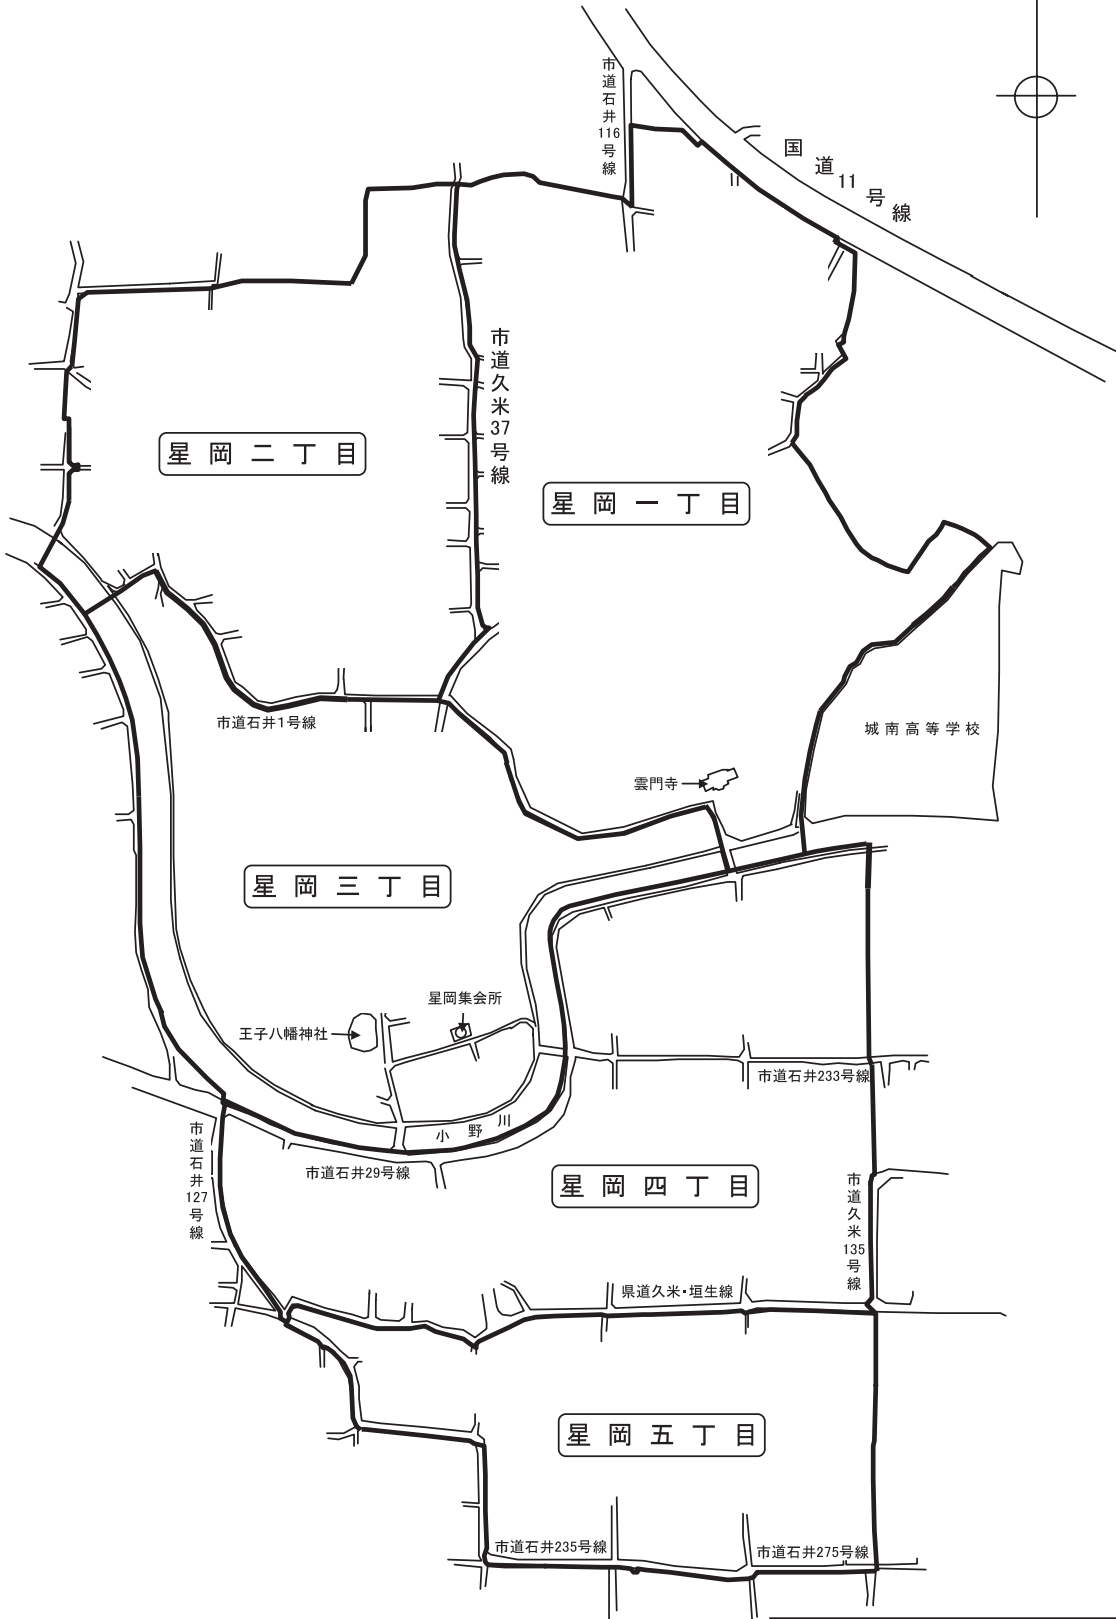 市道石井116号線
国道11号線
市道久米37号線
星岡二丁目
星岡一丁目
市道石井1号線
城南高等学校
雲門寺
星岡三丁目
星岡集会所
王子八幡神社
市道石井233号線
小野川
市道石井127号線
市道石井29号線
星岡四丁目
市道久米135号線
県道久米・垣生線
星岡五丁目
市道石井235号線
市道石井275号線